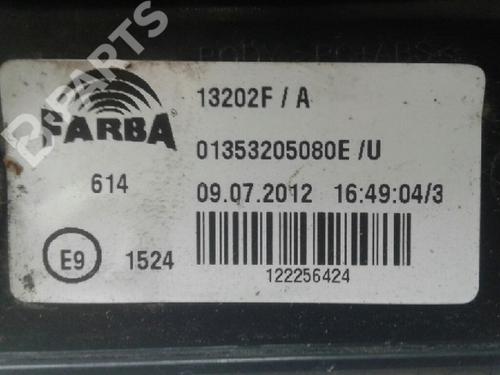 B-PARTS
FARBA
13202F / A
01353205080E /U
614
09.07.2012 16:49:04/3
E9
1524
122256424